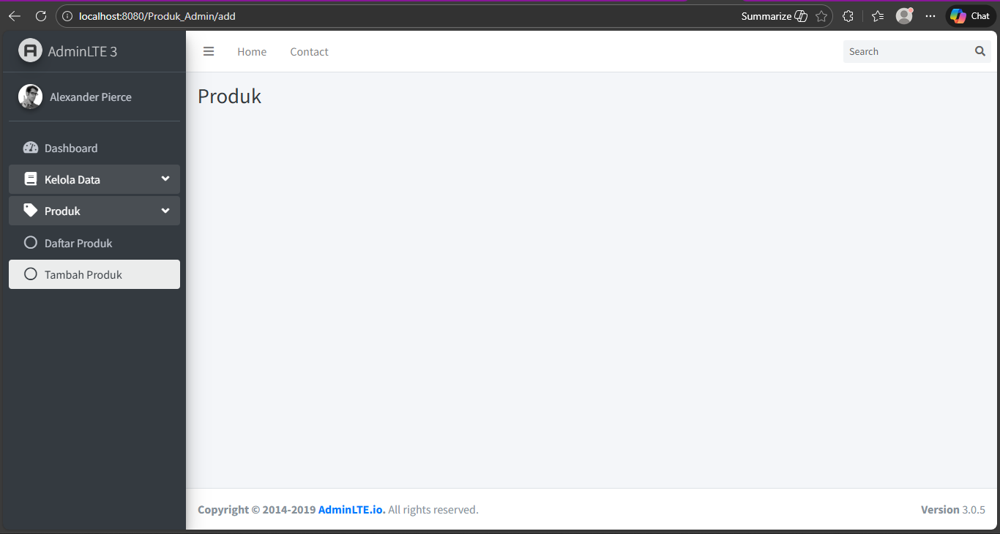 localhost:8080/Produk_Admin/add
Summarize
Chat
AdminLTE 3
Home
Contact
Search
Alexander Pierce
Produk
Dashboard
Kelola Data
Produk
Daftar Produk
Tambah Produk
Copyright © 2014-2019 AdminLTE.io. All rights reserved.
Version 3.0.5